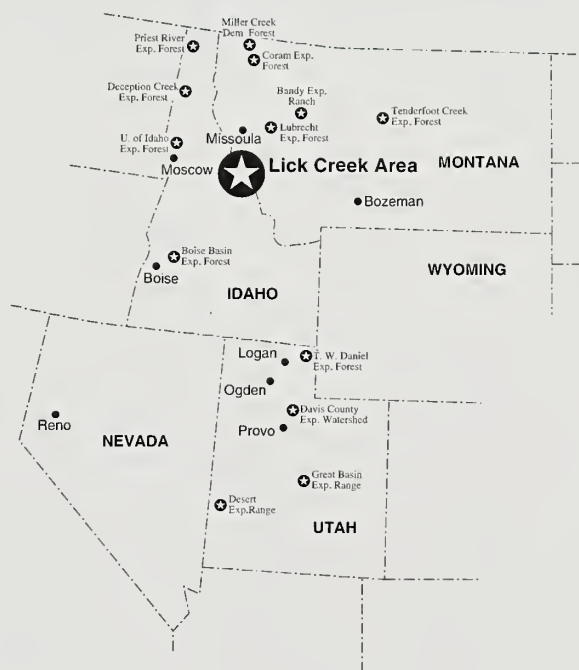 Miller Creek
Dem Forest
Priest River
Exp. Forest
Coram Exp.
Forest
Deception Creek
Exp. Forest
Bandy Exp.
Ranch
Tenderfoot Creek
Exp. Forest
U. of Idaho
Exp. Forest
Missoula
Lubrecht
Exp. Forest
Moscow
Lick Creek Area
MONTANA
Bozeman
Boise Basin
Exp. Forest
Boise
IDAHO
WYOMING
Logan
T. W. Daniel
Exp. Forest
Ogden
Davis County
Exp. Watershed
Provo
Reno
NEVADA
Great Basin
Exp. Range
Desert
Exp.Range
UTAH